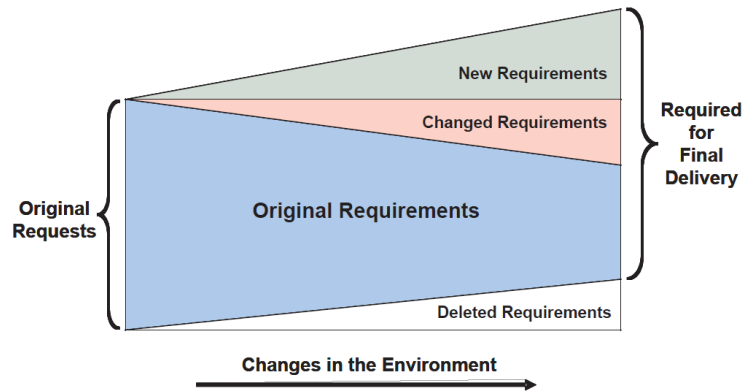 New Requirements
Changed Requirements
Required
for
Final
Delivery
Original
Requests
Original Requirements
Deleted Requirements
Changes in the Environment